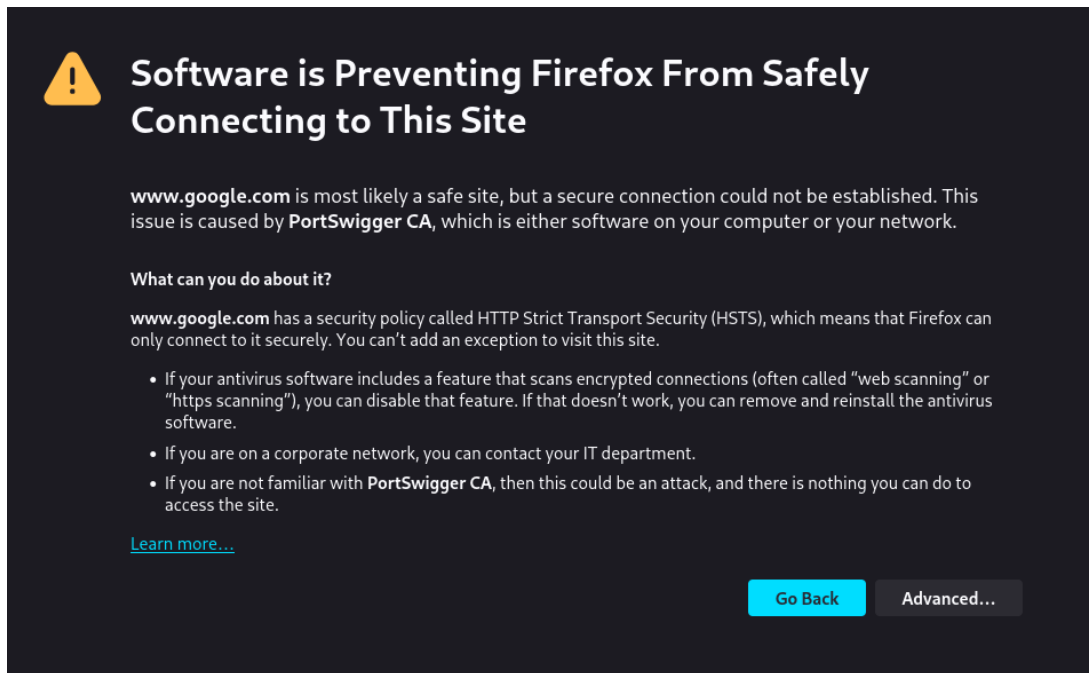 Software is Preventing Firefox From Safely
Connecting to This Site
www.google.com is most likely a safe site, but a secure connection could not be established. This
issue is caused by PortSwigger CA, which is either software on your computer or your network.
What can you do about it?
www.google.com has a security policy called HTTP Strict Transport Security (HSTS), which means that Firefox can
only connect to it securely. You can’t add an exception to visit this site.
• If your antivirus software includes a feature that scans encrypted connections (often called “web scanning” or
“https scanning”), you can disable that feature. If that doesn’t work, you can remove and reinstall the antivirus
software.
• If you are on a corporate network, you can contact your IT department.
• If you are not familiar with PortSwigger CA, then this could be an attack, and there is nothing you can do to
access the site.
Learn more…
Go Back Advanced…